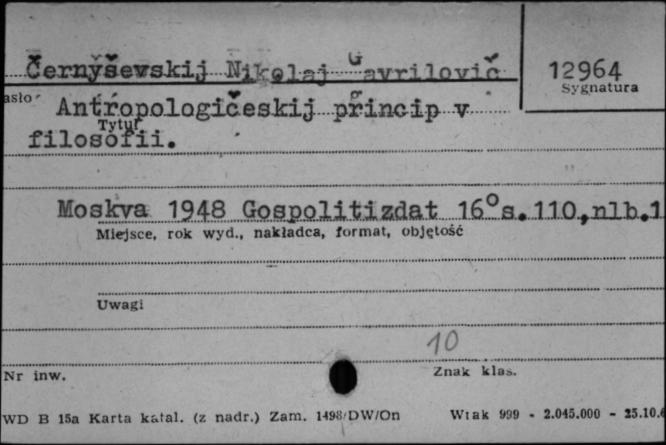 Černyševskij Nikolaj Gavrilovič
12964
Sygnatura
asło
Antropologičeskij princip v
Tytuł
filosofii.
Moskva 1948 Gospolitizdat 16° s.110,nlb.1
Miejsce, rok wyd., nakładca, format, objętość
Uwagi
10
Nr inw.
Znak klas.
WD B 15a Karta katal. (z nadr.) Zam. 1498/DW/On
Wtak 999 - 2.045.000 - 25.10.6